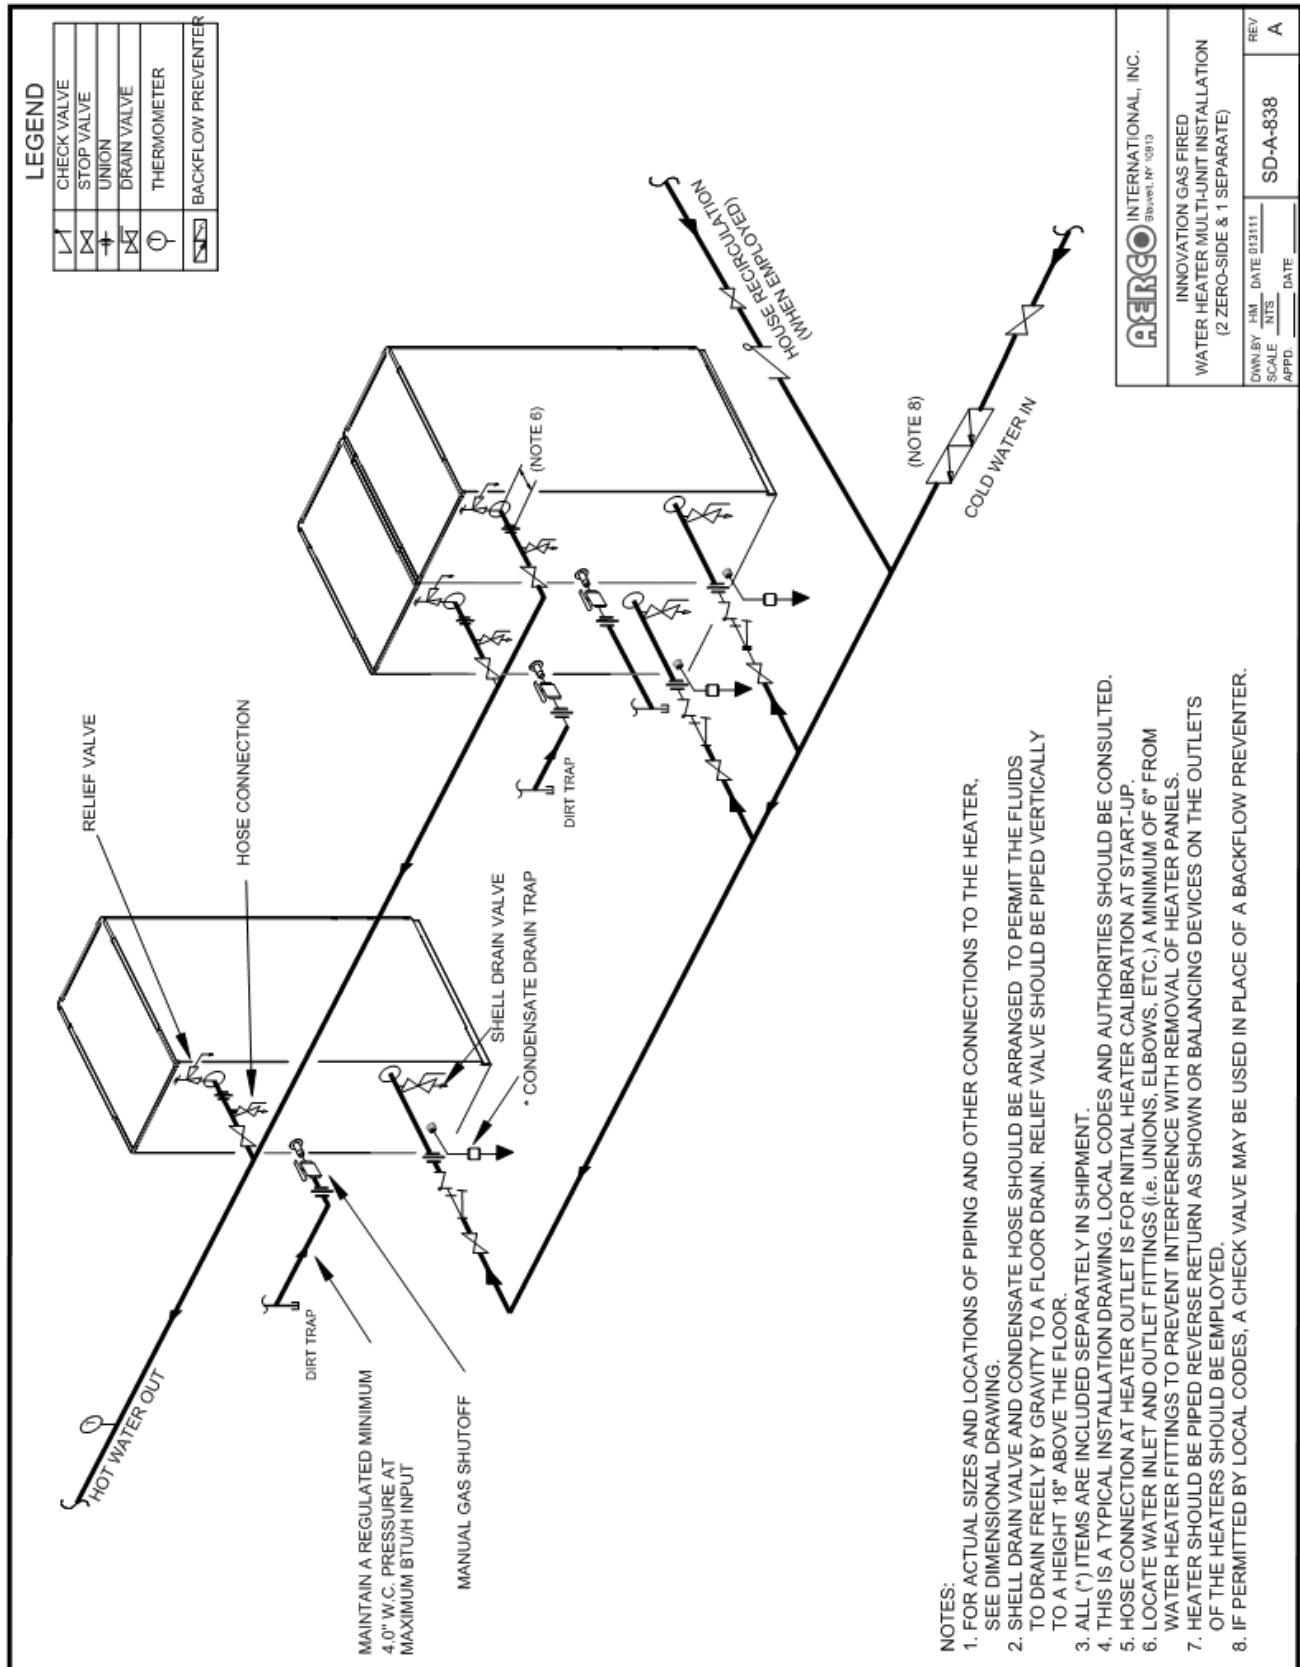 LEGEND
CHECK VALVE
STOP VALVE
UNION
DRAIN VALVE
THERMOMETER
BACKFLOW PREVENTER
RELIEF VALVE
HOSE CONNECTION
HOT WATER OUT
DIRT TRAP
MAINTAIN A REGULATED MINIMUM
4.0" W.C. PRESSURE AT
MAXIMUM BTU/H INPUT
MANUAL GAS SHUTOFF
SHELL DRAIN VALVE
* CONDENSATE DRAIN TRAP
DIRT TRAP
(NOTE 6)
HOUSE RECIRCULATION
(WHEN EMPLOYED)
(NOTE 8)
COLD WATER IN
NOTES:
1. FOR ACTUAL SIZES AND LOCATIONS OF PIPING AND OTHER CONNECTIONS TO THE HEATER,
SEE DIMENSIONAL DRAWING.
2. SHELL DRAIN VALVE AND CONDENSATE HOSE SHOULD BE ARRANGED TO PERMIT THE FLUIDS
TO DRAIN FREELY BY GRAVITY TO A FLOOR DRAIN. RELIEF VALVE SHOULD BE PIPED VERTICALLY
TO A HEIGHT 18" ABOVE THE FLOOR.
3. ALL (*) ITEMS ARE INCLUDED SEPARATELY IN SHIPMENT.
4. THIS IS A TYPICAL INSTALLATION DRAWING. LOCAL CODES AND AUTHORITIES SHOULD BE CONSULTED.
5. HOSE CONNECTION AT HEATER OUTLET IS FOR INITIAL HEATER CALIBRATION AT START-UP.
6. LOCATE WATER INLET AND OUTLET FITTINGS (i.e. UNIONS, ELBOWS, ETC.) A MINIMUM OF 6" FROM
WATER HEATER FITTINGS TO PREVENT INTERFERENCE WITH REMOVAL OF HEATER PANELS.
7. HEATER SHOULD BE PIPED REVERSE RETURN AS SHOWN OR BALANCING DEVICES ON THE OUTLETS
OF THE HEATERS SHOULD BE EMPLOYED.
8. IF PERMITTED BY LOCAL CODES, A CHECK VALVE MAY BE USED IN PLACE OF A BACKFLOW PREVENTER.
AERCO INTERNATIONAL, INC.
Blauvelt, NY 10913
INNOVATION GAS FIRED
WATER HEATER MULTI-UNIT INSTALLATION
(2 ZERO-SIDE & 1 SEPARATE)
DWN.BY HM DATE 013111
SCALE NTS
APPD. DATE
SD-A-838
REV
A